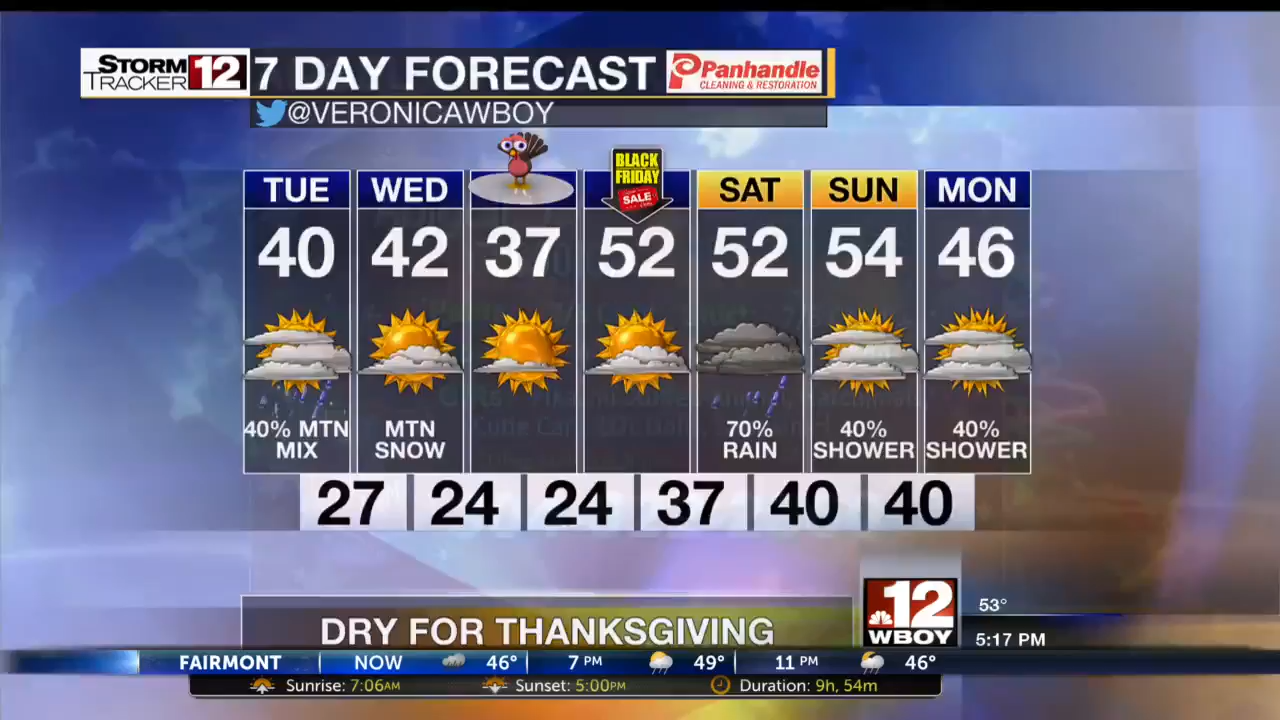 STORM TRACKER 12
7 DAY FORECAST
Panhandle
CLEANING & RESTORATION
@VERONICAWBOY
TUE WED BLACK FRIDAY SALE SAT SUN MON
40 42 37 52 52 54 46
40% MTN MIX
MTN SNOW
70% RAIN
40% SHOWER
40% SHOWER
27 24 24 37 40 40
DRY FOR THANKSGIVING
12
WBOY
53°
5:17 PM
FAIRMONT NOW 46° 7 PM 49° 11 PM 46°
Sunrise: 7:06AM Sunset: 5:00PM Duration: 9h, 54m